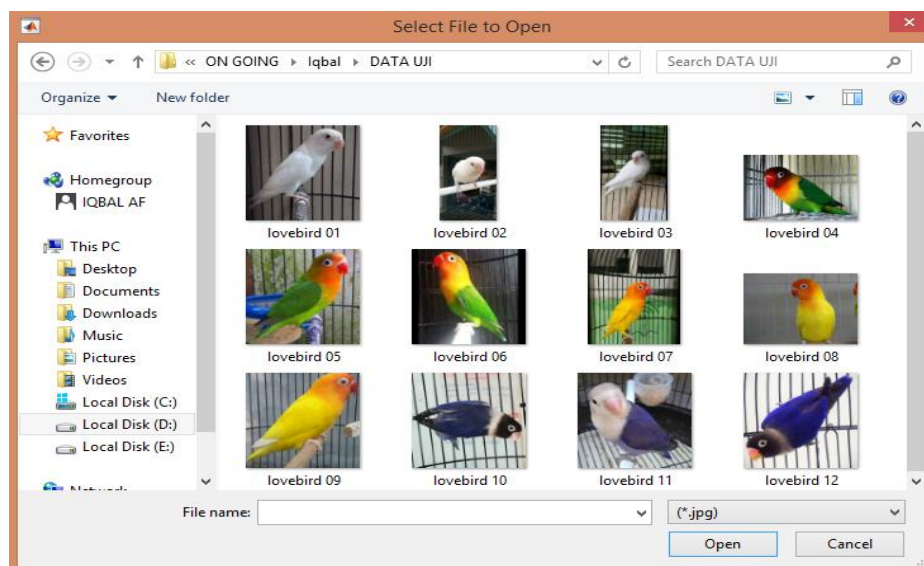 Select File to Open
« ON GOING ▸ Iqbal ▸ DATA UJI
Search DATA UJI
Organize
New folder
Favorites
Homegroup
IQBAL AF
This PC
Desktop
Documents
Downloads
Music
Pictures
Videos
Local Disk (C:)
Local Disk (D:)
Local Disk (E:)
lovebird 01 lovebird 02 lovebird 03 lovebird 04
lovebird 05 lovebird 06 lovebird 07 lovebird 08
lovebird 09 lovebird 10 lovebird 11 lovebird 12
File name:
(*.jpg)
Open
Cancel